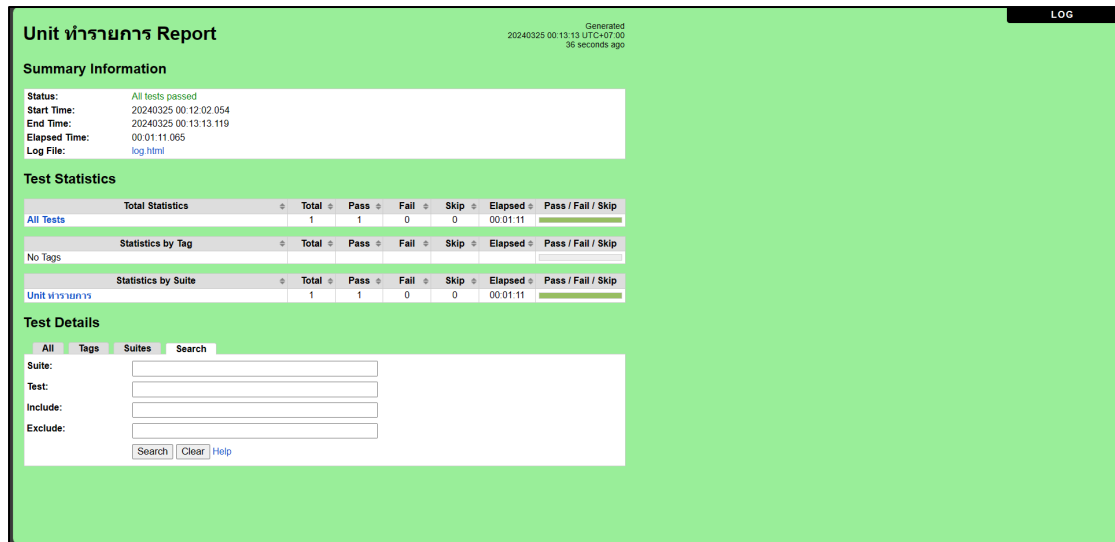 LOG
Unit ทำรายการ Report
Generated
20240325 00:13:13 UTC+07:00
36 seconds ago
Summary Information
Status: All tests passed
Start Time: 20240325 00:12:02.054
End Time: 20240325 00:13:13.119
Elapsed Time: 00:01:11.065
Log File: log.html
Test Statistics
Total Statistics Total Pass Fail Skip Elapsed Pass / Fail / Skip
All Tests 1 1 0 0 00:01:11
Statistics by Tag Total Pass Fail Skip Elapsed Pass / Fail / Skip
No Tags
Statistics by Suite Total Pass Fail Skip Elapsed Pass / Fail / Skip
Unit ทำรายการ 1 1 0 0 00:01:11
Test Details
All Tags Suites Search
Suite:
Test:
Include:
Exclude:
Search Clear Help